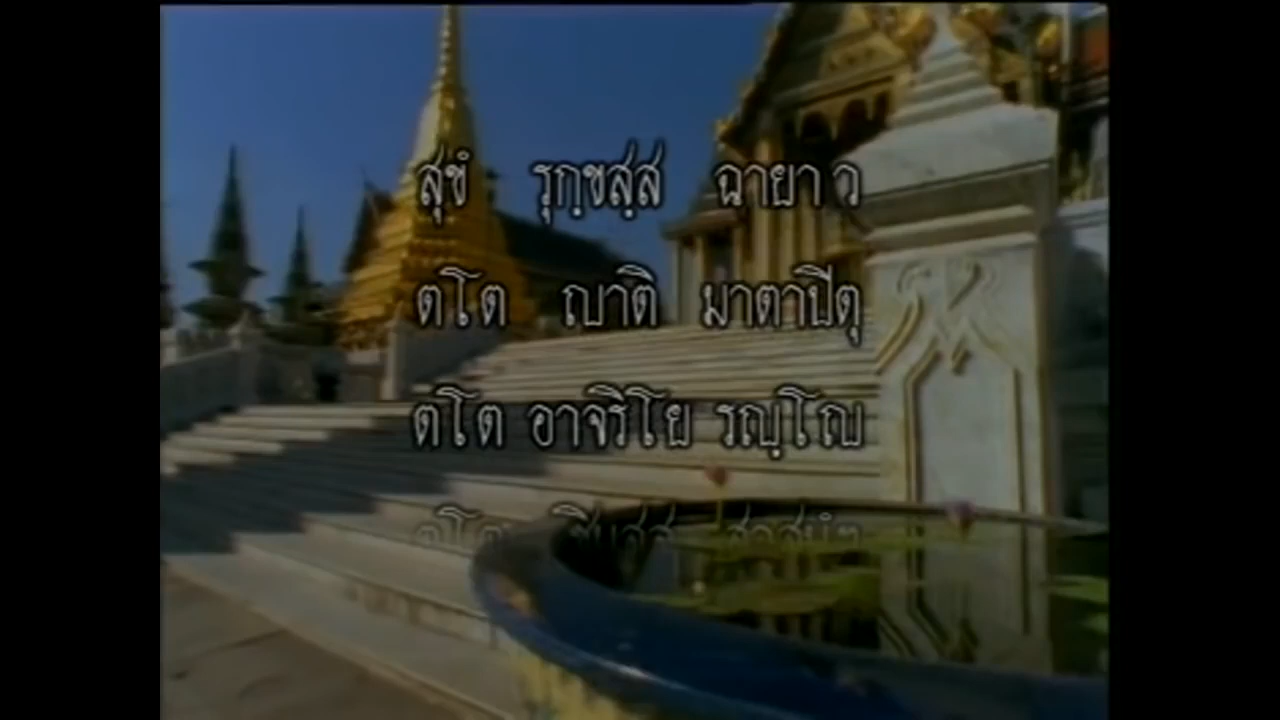 สุขํ รุกฺขสฺส ฉายา ว
ตโต ญาติ มาตาปิตุ
ตโต อาจริโย รญฺโญ